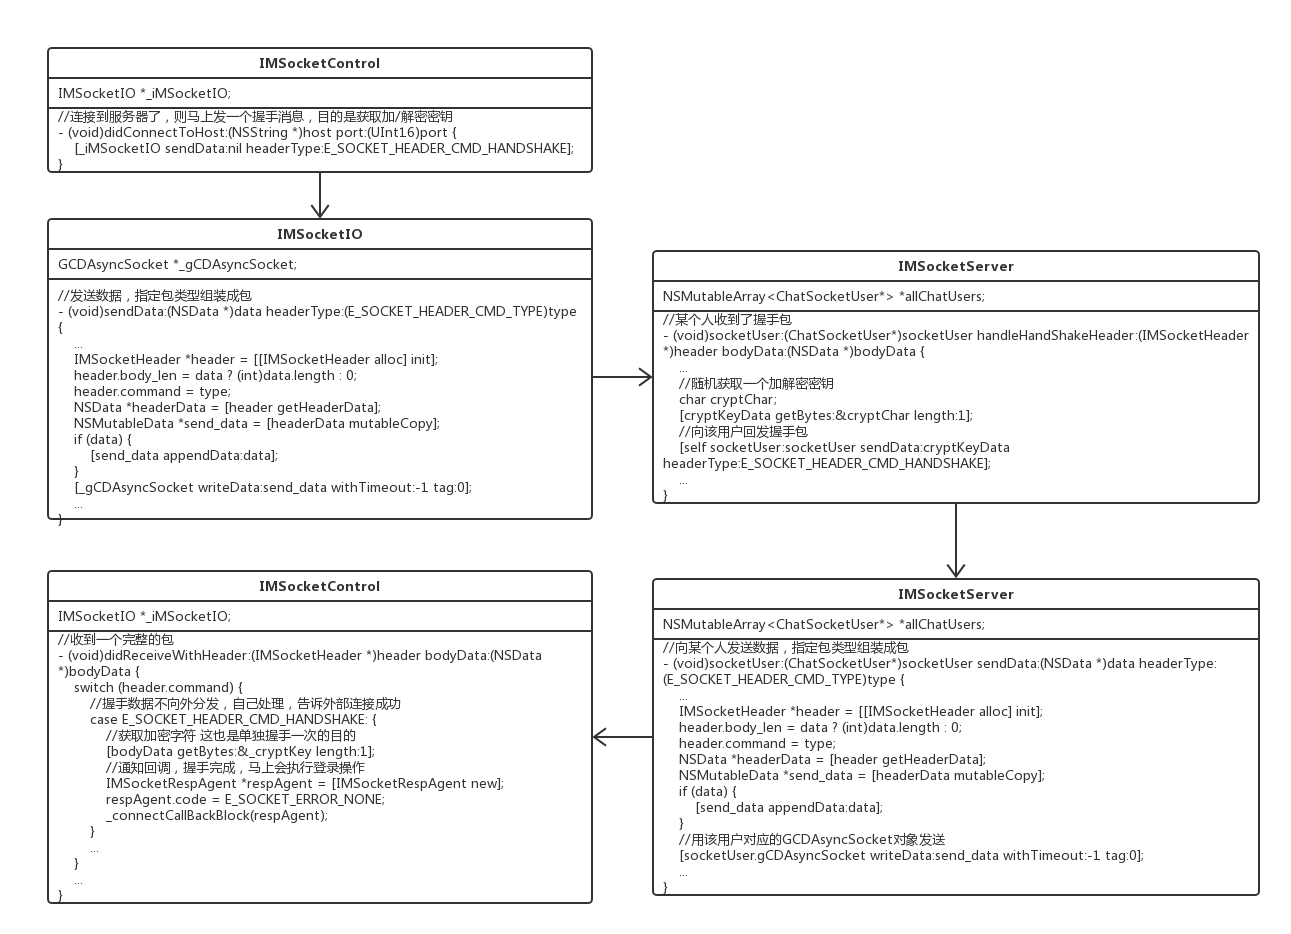 IMSocketControl
IMSocketIO *_iMSocketIO;
//连接到服务器了，则马上发一个握手消息，目的是获取加/解密密钥
- (void)didConnectToHost:(NSString *)host port:(UInt16)port {
[_iMSocketIO sendData:nil headerType:E_SOCKET_HEADER_CMD_HANDSHAKE];
}
IMSocketIO
GCDAsyncSocket *_gCDAsyncSocket;
//发送数据，指定包类型组装成包
- (void)sendData:(NSData *)data headerType:(E_SOCKET_HEADER_CMD_TYPE)type
{
...
IMSocketHeader *header = [[IMSocketHeader alloc] init];
header.body_len = data ? (int)data.length : 0;
header.command = type;
NSData *headerData = [header getHeaderData];
NSMutableData *send_data = [headerData mutableCopy];
if (data) {
[send_data appendData:data];
}
[_gCDAsyncSocket writeData:send_data withTimeout:-1 tag:0];
...
}
IMSocketServer
NSMutableArray<ChatSocketUser*> *allChatUsers;
//某个人收到了握手包
- (void)socketUser:(ChatSocketUser*)socketUser handleHandShakeHeader:(IMSocketHeader
*)header bodyData:(NSData *)bodyData {
...
//随机获取一个加解密密钥
char cryptChar;
[cryptKeyData getBytes:&cryptChar length:1];
//向该用户回发握手包
[self socketUser:socketUser sendData:cryptKeyData
headerType:E_SOCKET_HEADER_CMD_HANDSHAKE];
...
}
IMSocketServer
NSMutableArray<ChatSocketUser*> *allChatUsers;
//向某个人发送数据，指定包类型组装成包
- (void)socketUser:(ChatSocketUser*)socketUser sendData:(NSData *)data headerType:
(E_SOCKET_HEADER_CMD_TYPE)type {
...
IMSocketHeader *header = [[IMSocketHeader alloc] init];
header.body_len = data ? (int)data.length : 0;
header.command = type;
NSData *headerData = [header getHeaderData];
NSMutableData *send_data = [headerData mutableCopy];
if (data) {
[send_data appendData:data];
}
//用该用户对应的GCDAsyncSocket对象发送
[socketUser.gCDAsyncSocket writeData:send_data withTimeout:-1 tag:0];
...
}
IMSocketControl
IMSocketIO *_iMSocketIO;
//收到一个完整的包
- (void)didReceiveWithHeader:(IMSocketHeader *)header bodyData:(NSData
*)bodyData {
switch (header.command) {
//握手数据不向外分发，自己处理，告诉外部连接成功
case E_SOCKET_HEADER_CMD_HANDSHAKE: {
//获取加密字符 这也是单独握手一次的目的
[bodyData getBytes:&_cryptKey length:1];
//通知回调，握手完成，马上会执行登录操作
IMSocketRespAgent *respAgent = [IMSocketRespAgent new];
respAgent.code = E_SOCKET_ERROR_NONE;
_connectCallBackBlock(respAgent);
}
...
}
...
}